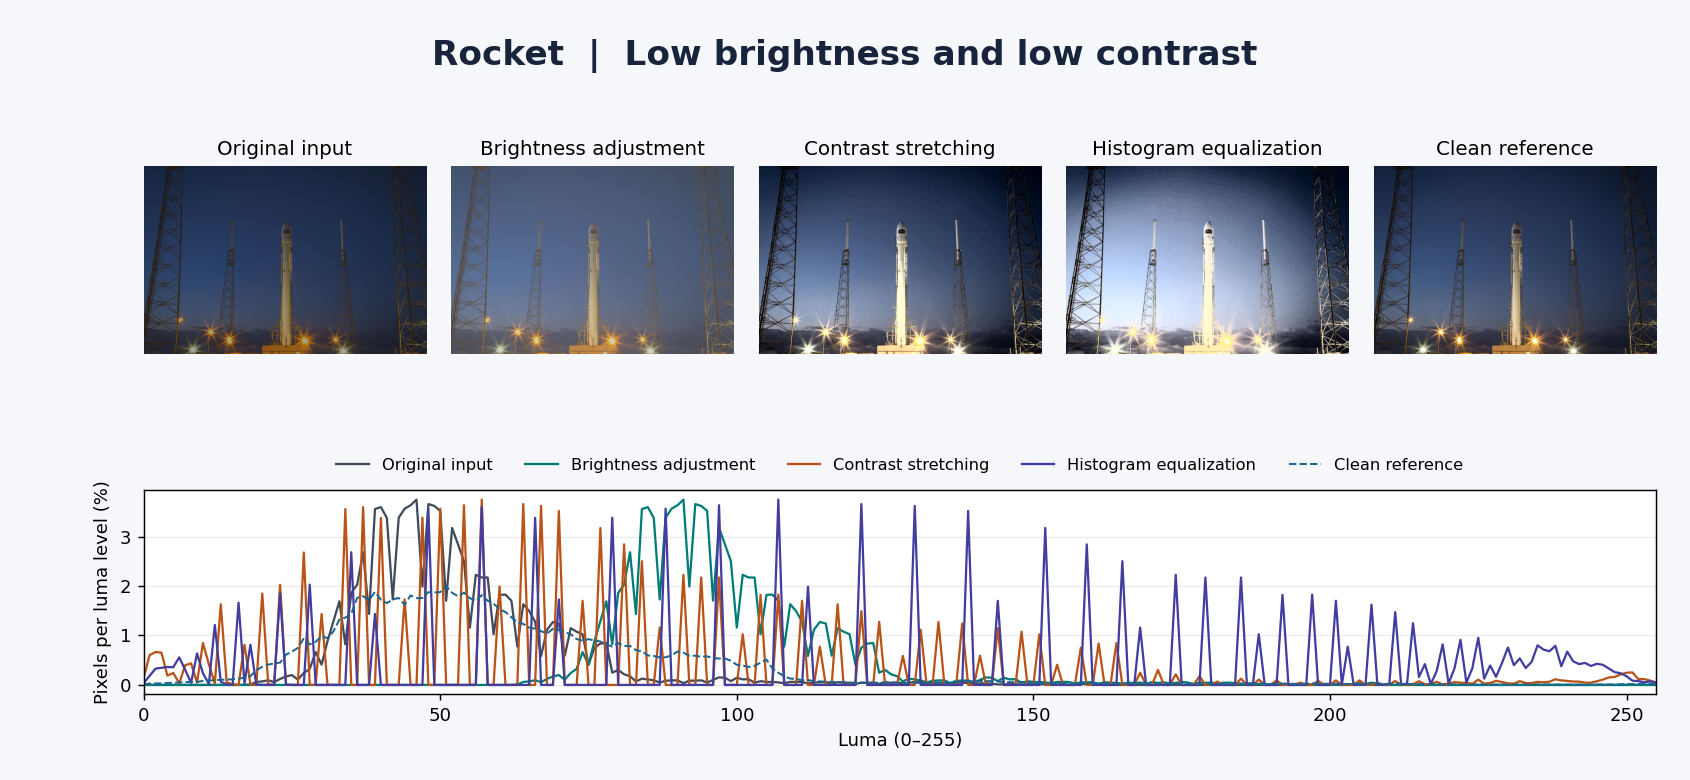 Rocket | Low brightness and low contrast
Original input Brightness adjustment Contrast stretching Histogram equalization Clean reference
Original input Brightness adjustment Contrast stretching Histogram equalization Clean reference
Pixels per luma level (%)
3
2
1
0
0 50 100 150 200 250
Luma (0–255)